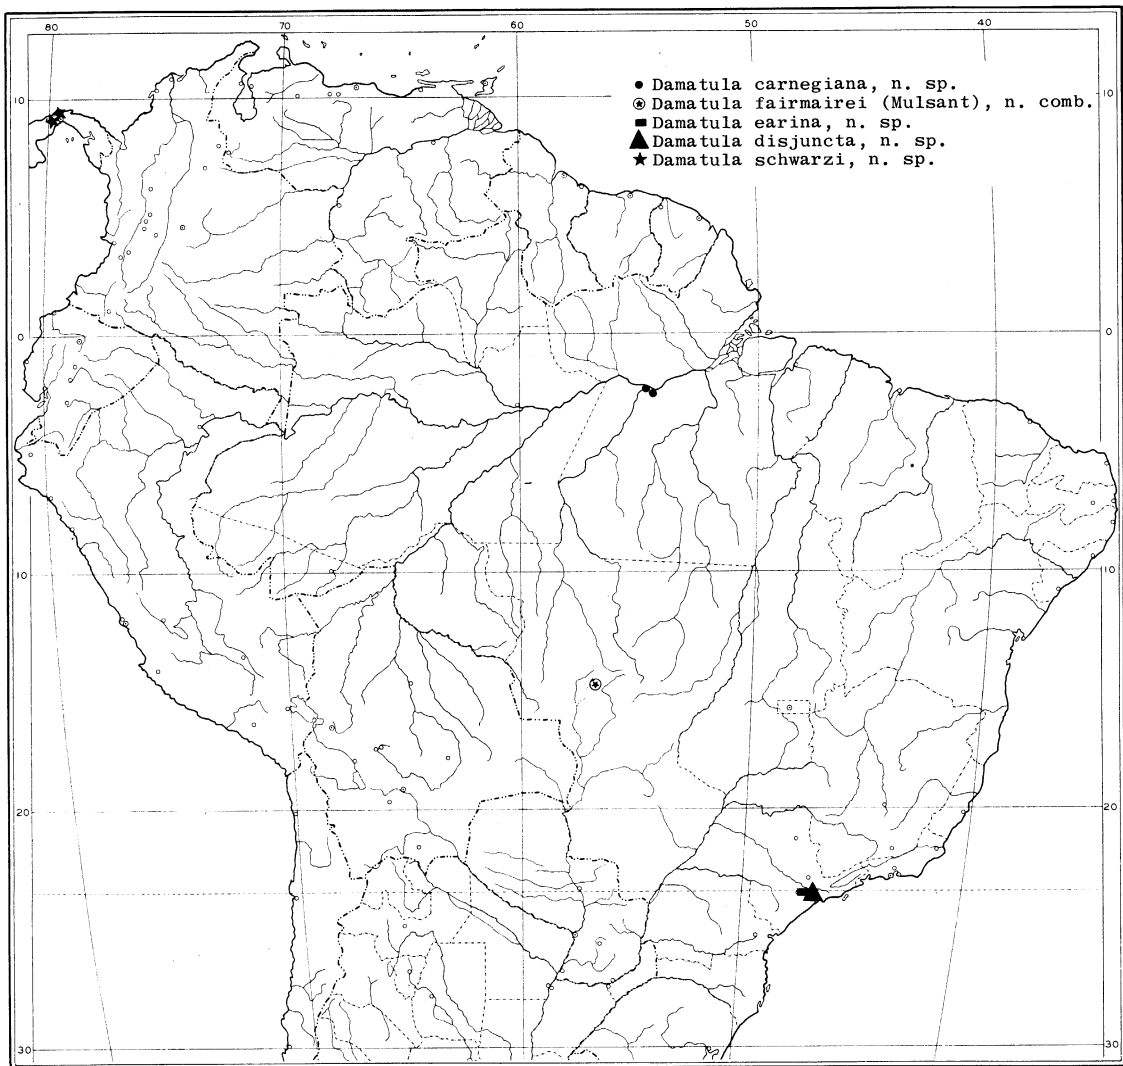 80 70 60 50 40
● Damatula carnegiana, n. sp.
10 ⍟ Damatula fairmairei (Mulsant), n. comb. 10
▬ Damatula earina, n. sp.
▲ Damatula disjuncta, n. sp.
★ Damatula schwarzi, n. sp.
0 0
10 10
20 20
30 30